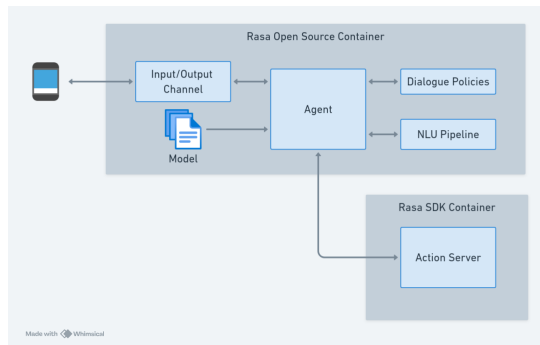 Rasa Open Source Container
Input/Output
Channel
Agent
Dialogue Policies
NLU Pipeline
Model
Rasa SDK Container
Action Server
Made with Whimsical